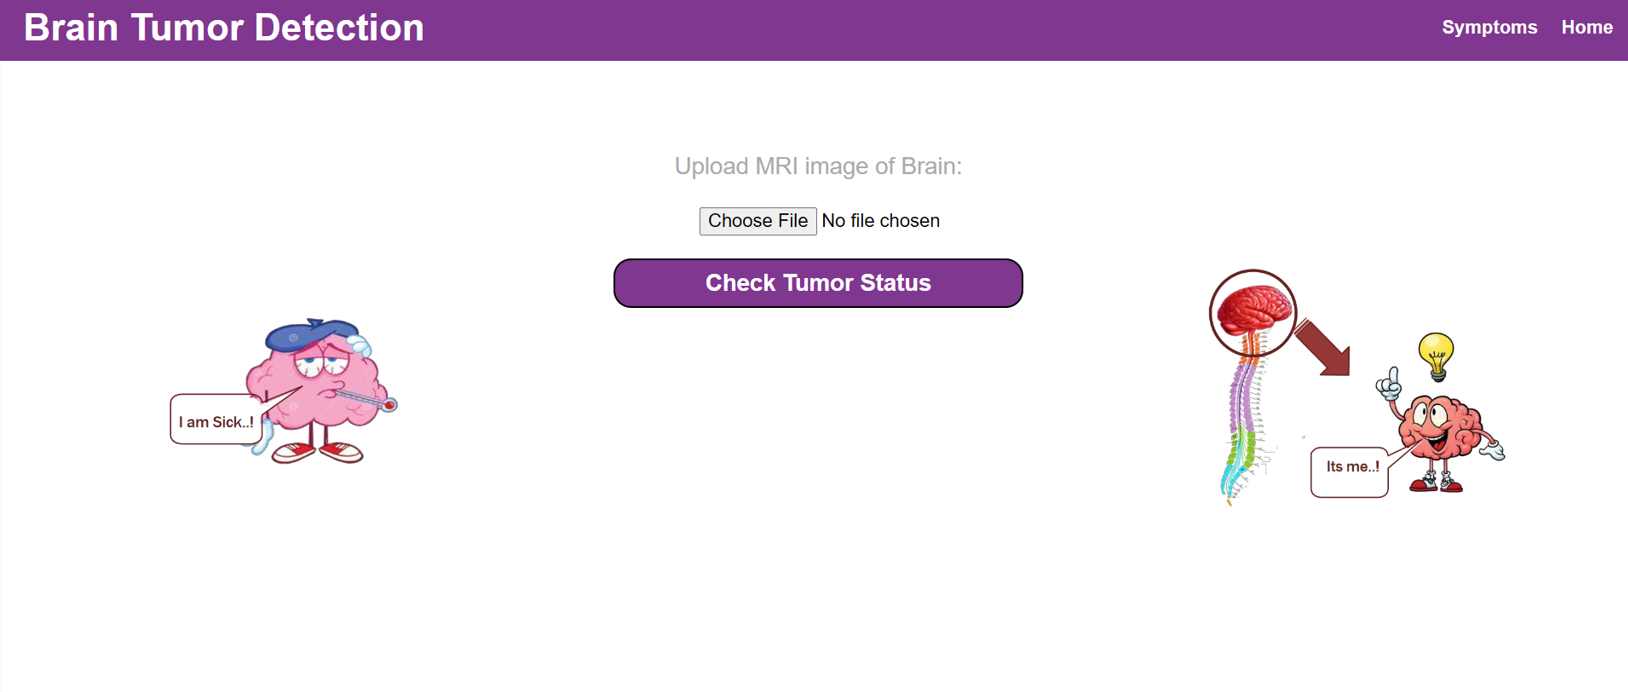 Brain Tumor Detection
Symptoms
Home
Upload MRI image of Brain:
Choose File No file chosen
Check Tumor Status
I am Sick..!
Its me..!